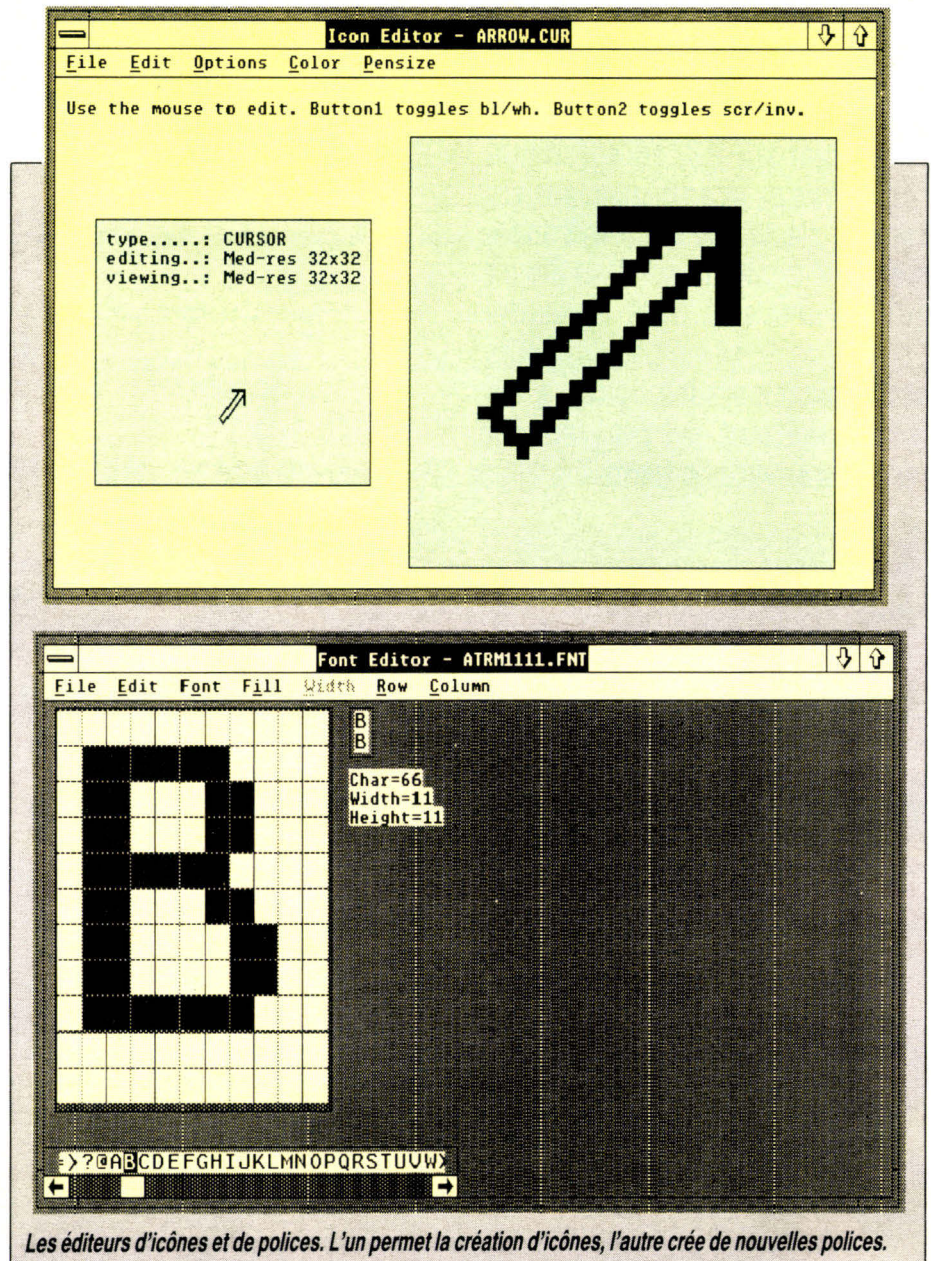 Icon Editor - ARROW.CUR
File Edit Options Color Pensize
Use the mouse to edit. Button1 toggles bl/wh. Button2 toggles scr/inv.
type.....: CURSOR
editing..: Med-res 32x32
viewing..: Med-res 32x32
Font Editor - ATRM1111.FNT
File Edit Font Fill Width Row Column
B
B
B
Char=66
Width=11
Height=11
>?@ABCDEFGHIJKLMNOPQRSTUVW
Les éditeurs d'icônes et de polices. L'un permet la création d'icônes, l'autre crée de nouvelles polices.